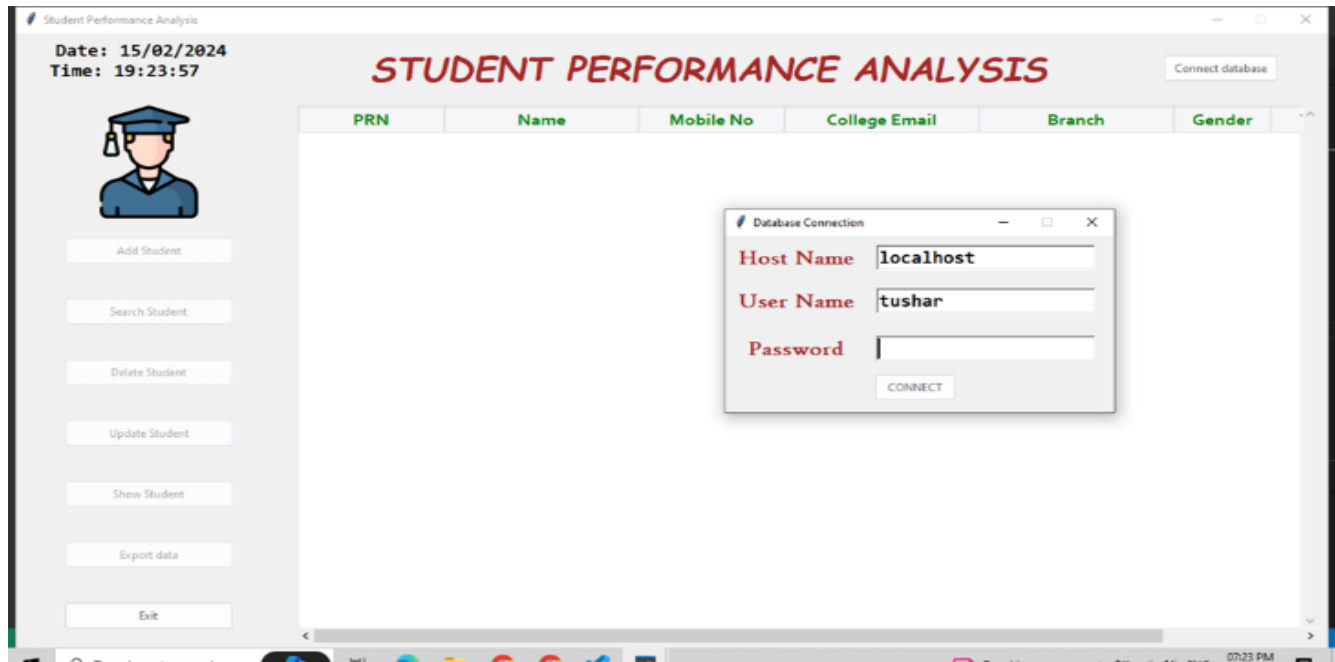 Student Performance Analysis
Date: 15/02/2024
Time: 19:23:57
STUDENT PERFORMANCE ANALYSIS
Connect database
PRN Name Mobile No College Email Branch Gender
Database Connection
Host Name localhost
User Name tushar
Password
CONNECT
Add Student
Search Student
Delete Student
Update Student
Show Student
Export data
Exit
07:23 PM